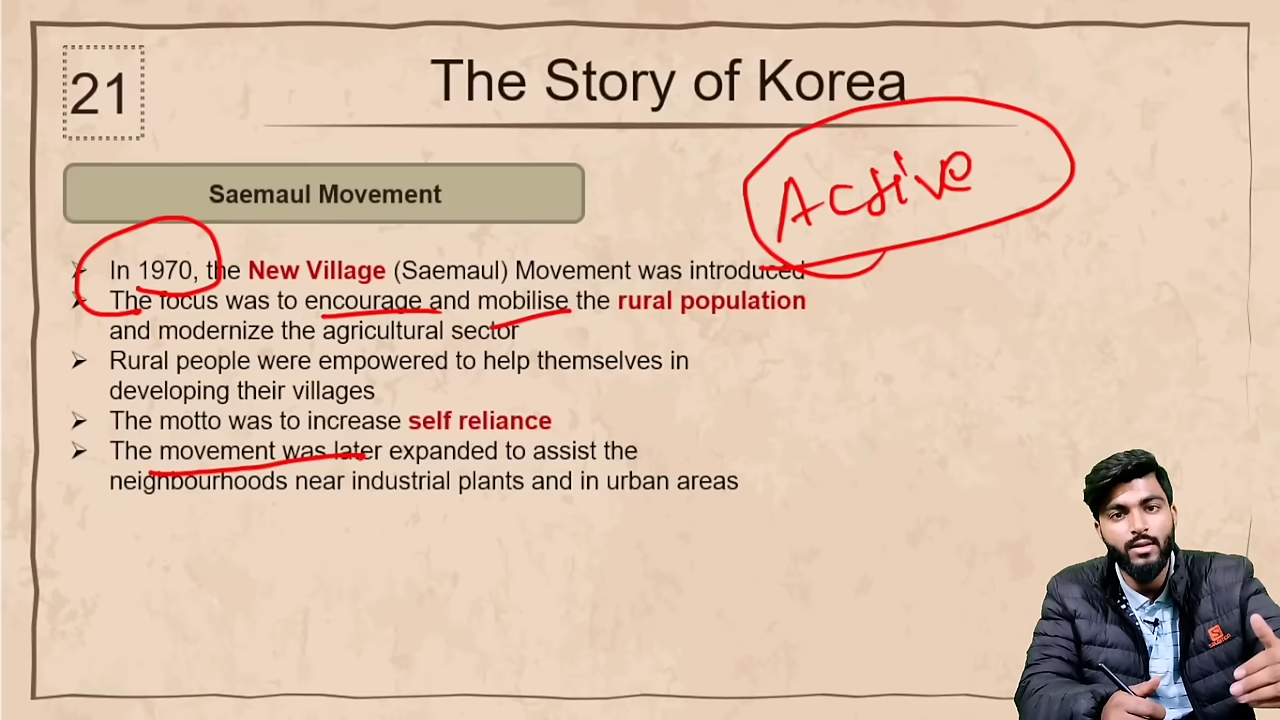 21
The Story of Korea
Active
Saemaul Movement
➢ In 1970, the New Village (Saemaul) Movement was introduced
➢ The focus was to encourage and mobilise the rural population
and modernize the agricultural sector
➢ Rural people were empowered to help themselves in
developing their villages
➢ The motto was to increase self reliance
➢ The movement was later expanded to assist the
neighbourhoods near industrial plants and in urban areas